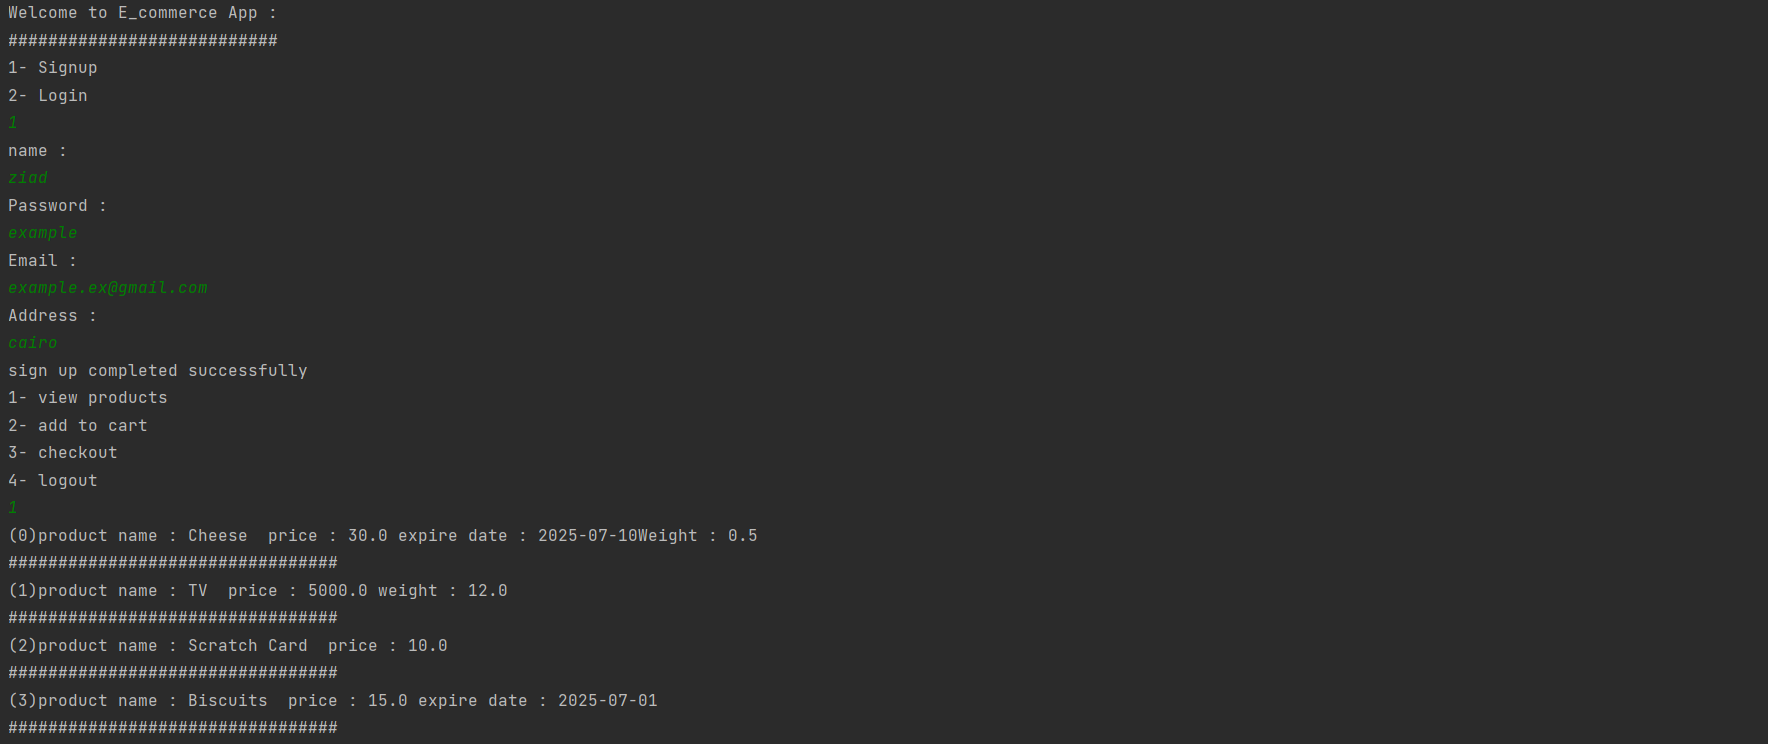 Welcome to E_commerce App :
###########################
1- Signup
2- Login
1
name :
ziad
Password :
example
Email :
example.ex@gmail.com
Address :
cairo
sign up completed successfully
1- view products
2- add to cart
3- checkout
4- logout
1
(0)product name : Cheese  price : 30.0 expire date : 2025-07-10Weight : 0.5
#################################
(1)product name : TV  price : 5000.0 weight : 12.0
#################################
(2)product name : Scratch Card  price : 10.0
#################################
(3)product name : Biscuits  price : 15.0 expire date : 2025-07-01
#################################